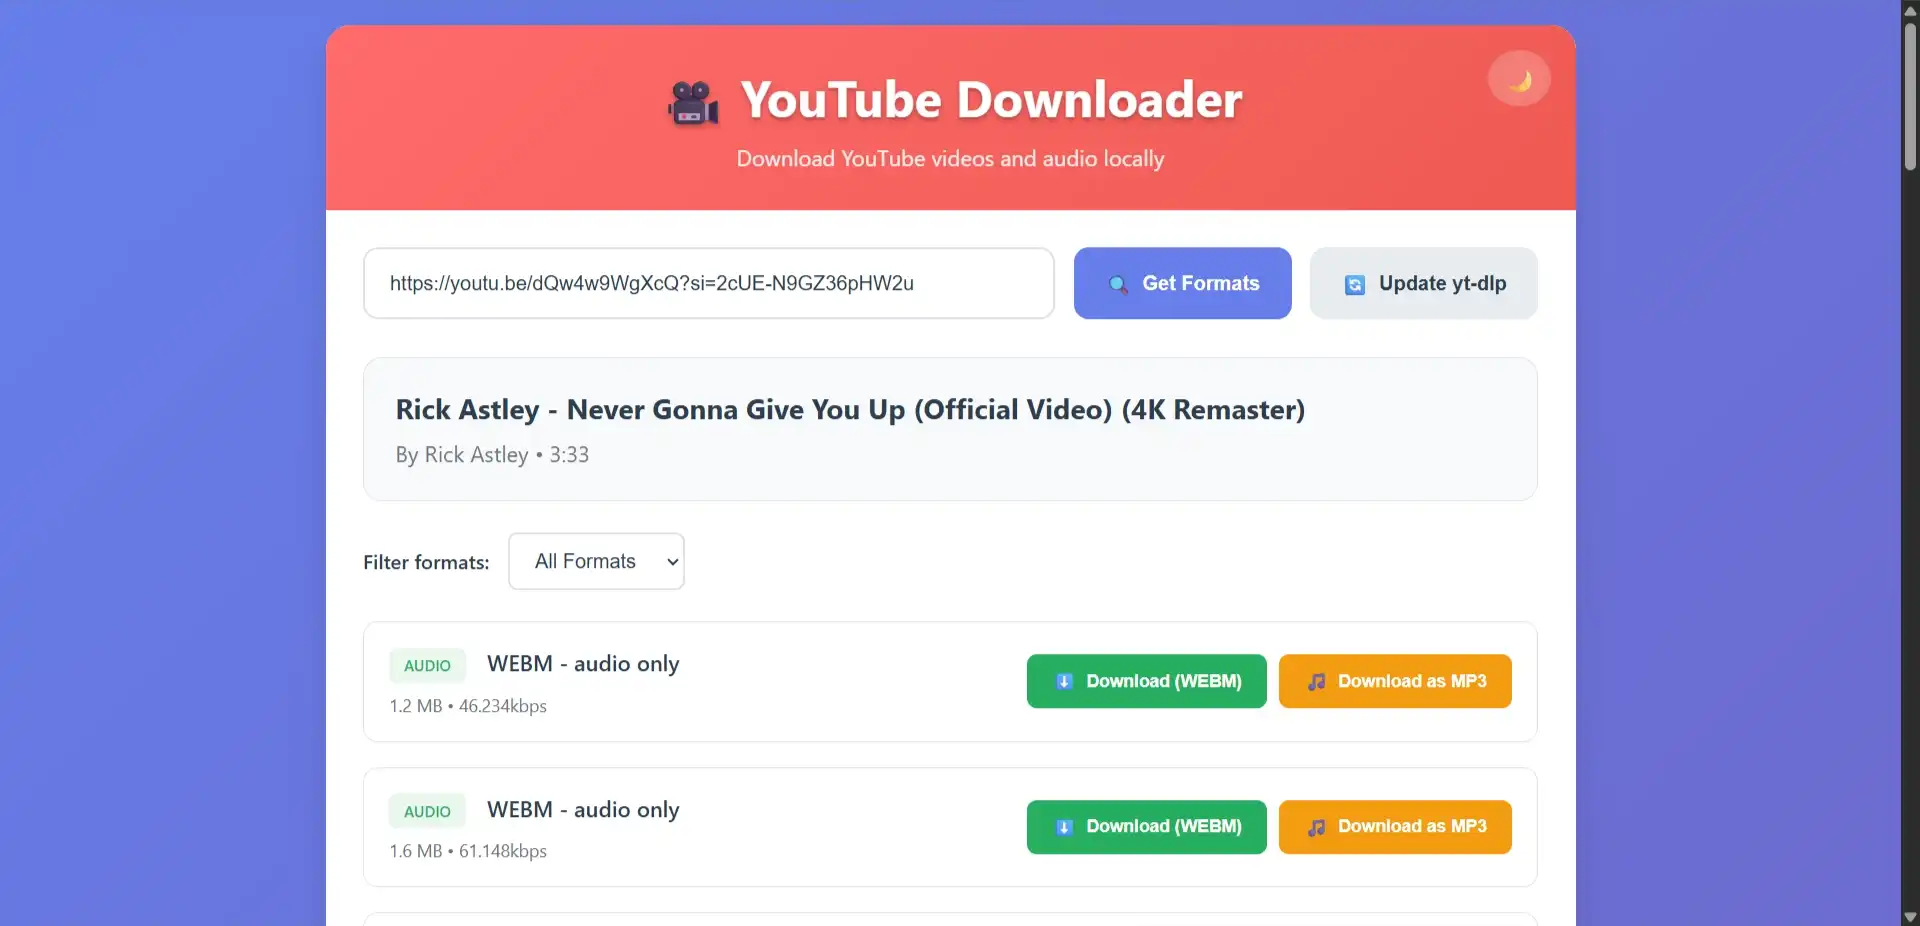 YouTube Downloader
Download YouTube videos and audio locally
https://youtu.be/dQw4w9WgXcQ?si=2cUE-N9GZ36pHW2u
Get Formats
Update yt-dlp
Rick Astley - Never Gonna Give You Up (Official Video) (4K Remaster)
By Rick Astley • 3:33
Filter formats:
All Formats
AUDIO
WEBM - audio only
1.2 MB • 46.234kbps
Download (WEBM)
Download as MP3
AUDIO
WEBM - audio only
1.6 MB • 61.148kbps
Download (WEBM)
Download as MP3